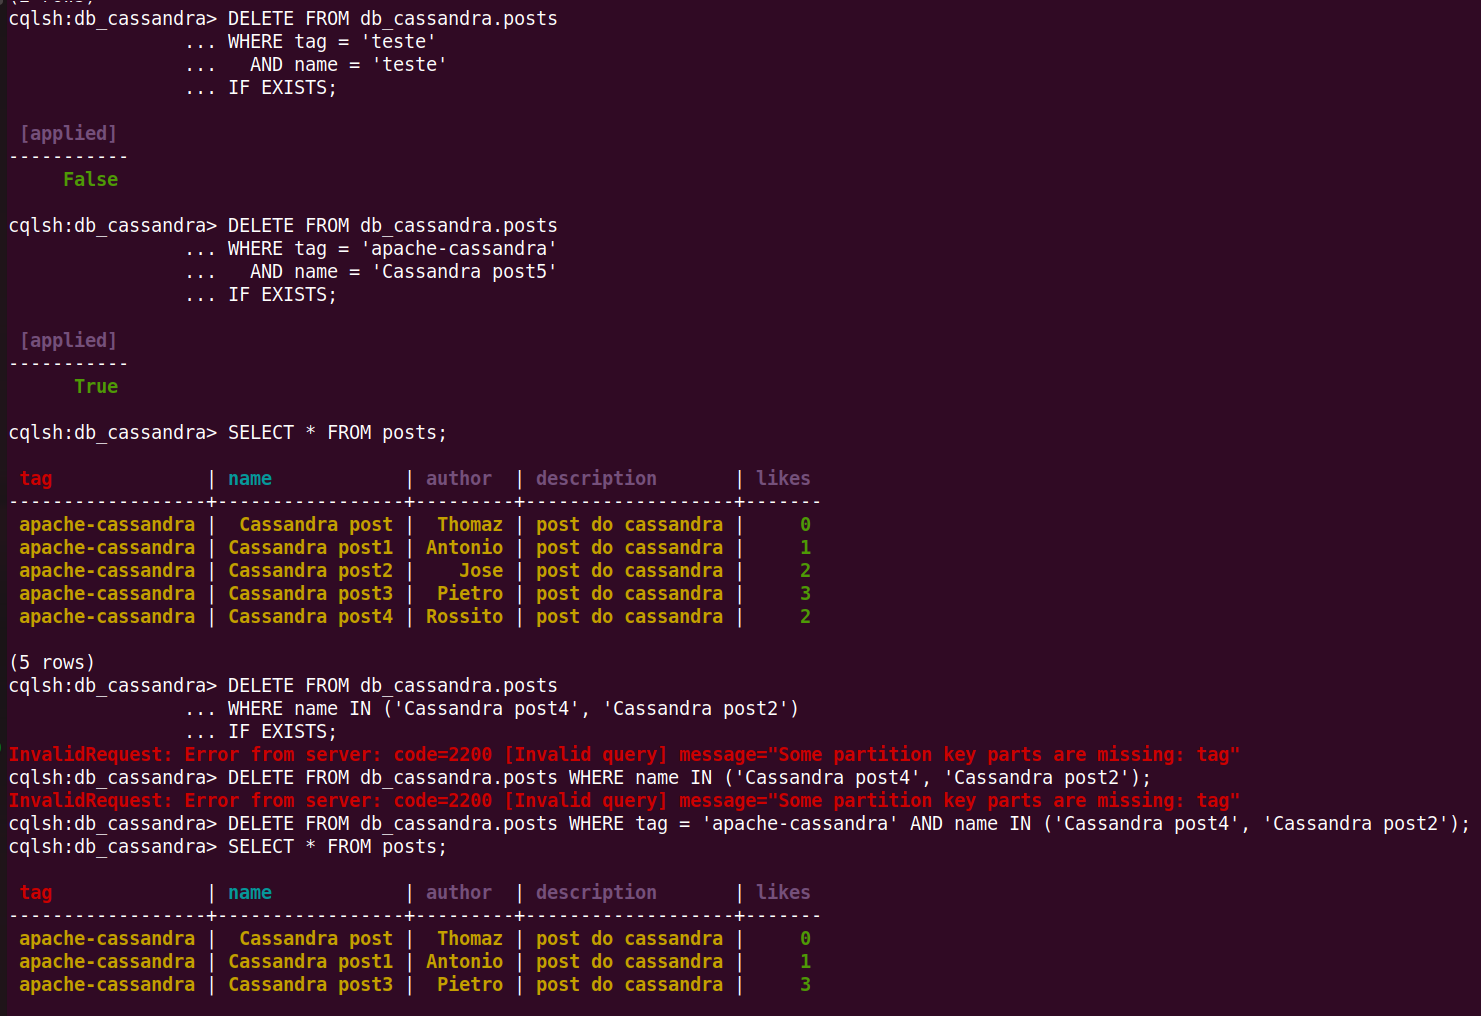 cqlsh:db_cassandra> DELETE FROM db_cassandra.posts
                ... WHERE tag = 'teste'
                ...   AND name = 'teste'
                ... IF EXISTS;

 [applied]
-----------
     False

cqlsh:db_cassandra> DELETE FROM db_cassandra.posts
                ... WHERE tag = 'apache-cassandra'
                ...   AND name = 'Cassandra post5'
                ... IF EXISTS;

 [applied]
-----------
      True

cqlsh:db_cassandra> SELECT * FROM posts;

 tag              | name            | author  | description       | likes
------------------+-----------------+---------+-------------------+-------
 apache-cassandra |  Cassandra post |  Thomaz | post do cassandra |     0
 apache-cassandra | Cassandra post1 | Antonio | post do cassandra |     1
 apache-cassandra | Cassandra post2 |    Jose | post do cassandra |     2
 apache-cassandra | Cassandra post3 |  Pietro | post do cassandra |     3
 apache-cassandra | Cassandra post4 | Rossito | post do cassandra |     2

(5 rows)
cqlsh:db_cassandra> DELETE FROM db_cassandra.posts
                ... WHERE name IN ('Cassandra post4', 'Cassandra post2')
                ... IF EXISTS;
InvalidRequest: Error from server: code=2200 [Invalid query] message="Some partition key parts are missing: tag"
cqlsh:db_cassandra> DELETE FROM db_cassandra.posts WHERE name IN ('Cassandra post4', 'Cassandra post2');
InvalidRequest: Error from server: code=2200 [Invalid query] message="Some partition key parts are missing: tag"
cqlsh:db_cassandra> DELETE FROM db_cassandra.posts WHERE tag = 'apache-cassandra' AND name IN ('Cassandra post4', 'Cassandra post2');
cqlsh:db_cassandra> SELECT * FROM posts;

 tag              | name            | author  | description       | likes
------------------+-----------------+---------+-------------------+-------
 apache-cassandra |  Cassandra post |  Thomaz | post do cassandra |     0
 apache-cassandra | Cassandra post1 | Antonio | post do cassandra |     1
 apache-cassandra | Cassandra post3 |  Pietro | post do cassandra |     3